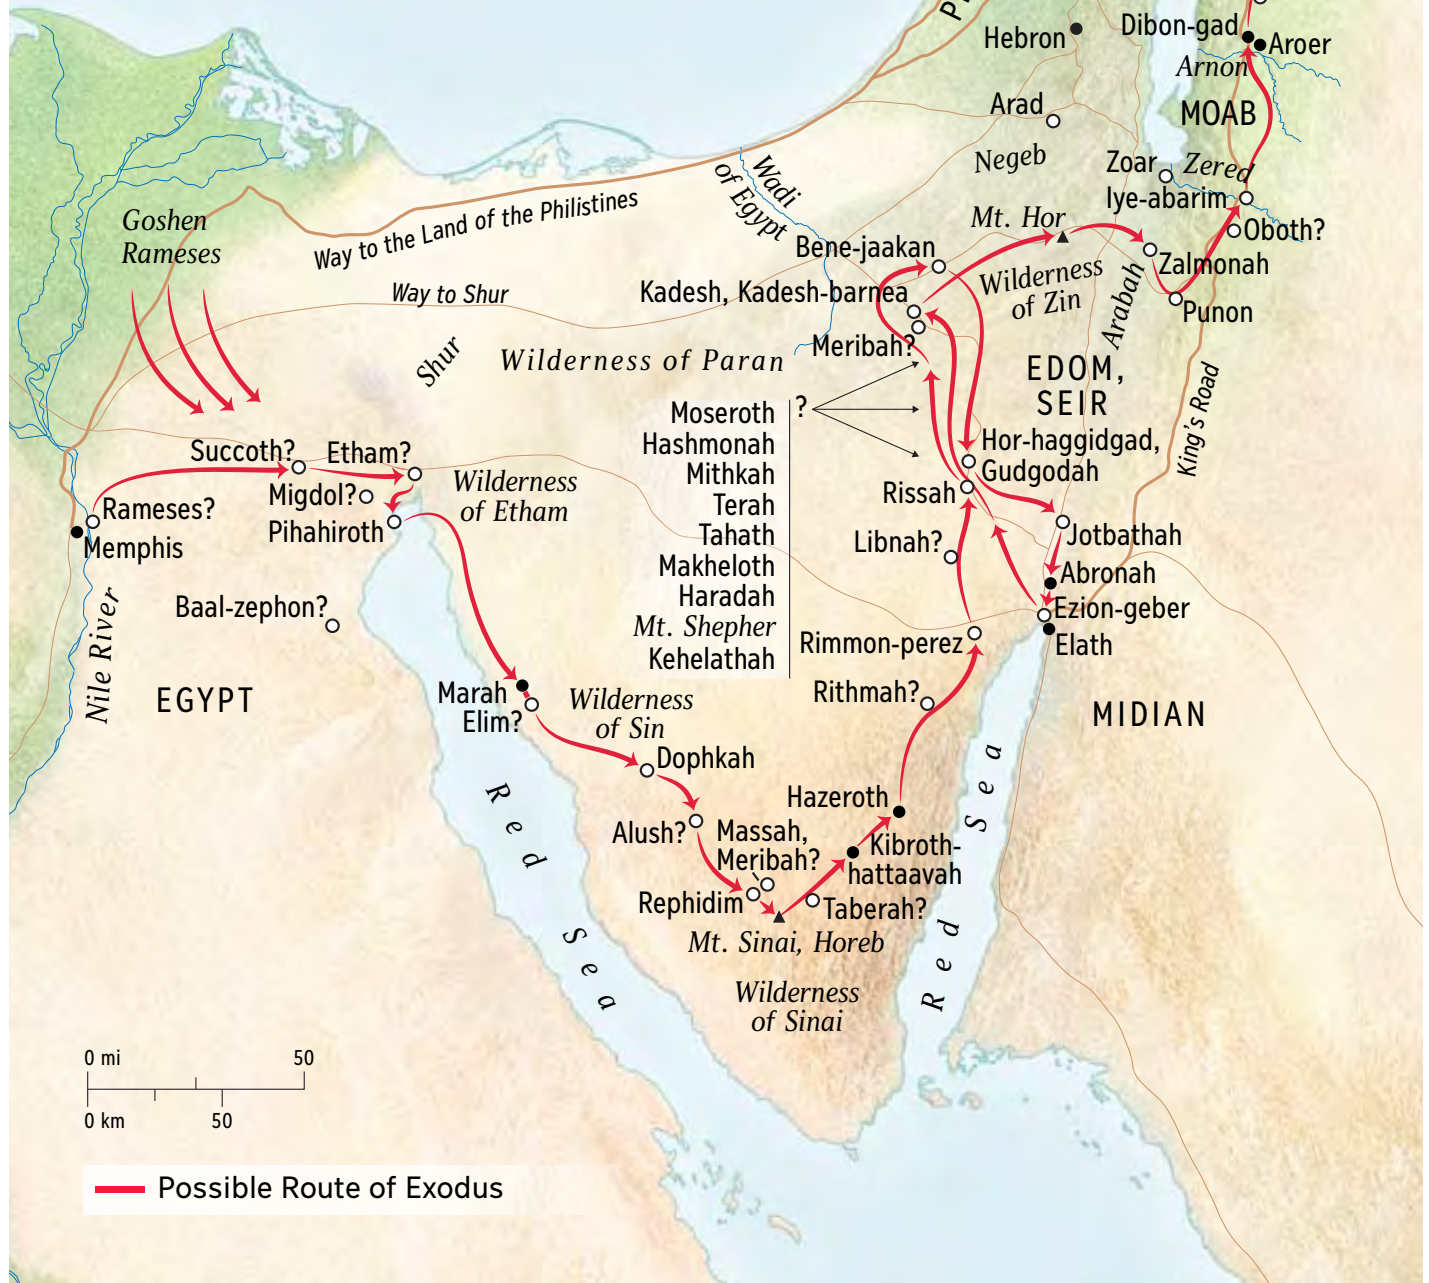 P
Hebron
Dibon-gad
Aroer
Arnon
Arad
MOAB
Negeb
Zoar
Zered
Iye-abarim
Wadi
of Egypt
Goshen
Rameses
Way to the Land of the Philistines
Mt. Hor
Oboth?
Bene-jaakan
Zalmonah
Way to Shur
Kadesh, Kadesh-barnea
Wilderness
of Zin
Arabah
Punon
Meribah?
Shur
Wilderness of Paran
EDOM,
SEIR
King's Road
?
Moseroth
Hashmonah
Mithkah
Terah
Tahath
Makheloth
Haradah
Mt. Shepher
Kehelathah
Hor-haggidgad,
Gudgodah
Succoth?
Etham?
Wilderness
of Etham
Migdol?
Rissah
Rameses?
Pihahiroth
Memphis
Libnah?
Jotbathah
Abronah
Baal-zephon?
Ezion-geber
Elath
Nile River
Rimmon-perez
EGYPT
Marah
Elim?
Wilderness
of Sin
Rithmah?
MIDIAN
Dophkah
Red Sea
Hazeroth
Alush?
Massah,
Meribah?
Kibroth-
hattaavah
Rephidim
Taberah?
Mt. Sinai, Horeb
Red Sea
Wilderness
of Sinai
0 mi 50
0 km 50
Possible Route of Exodus